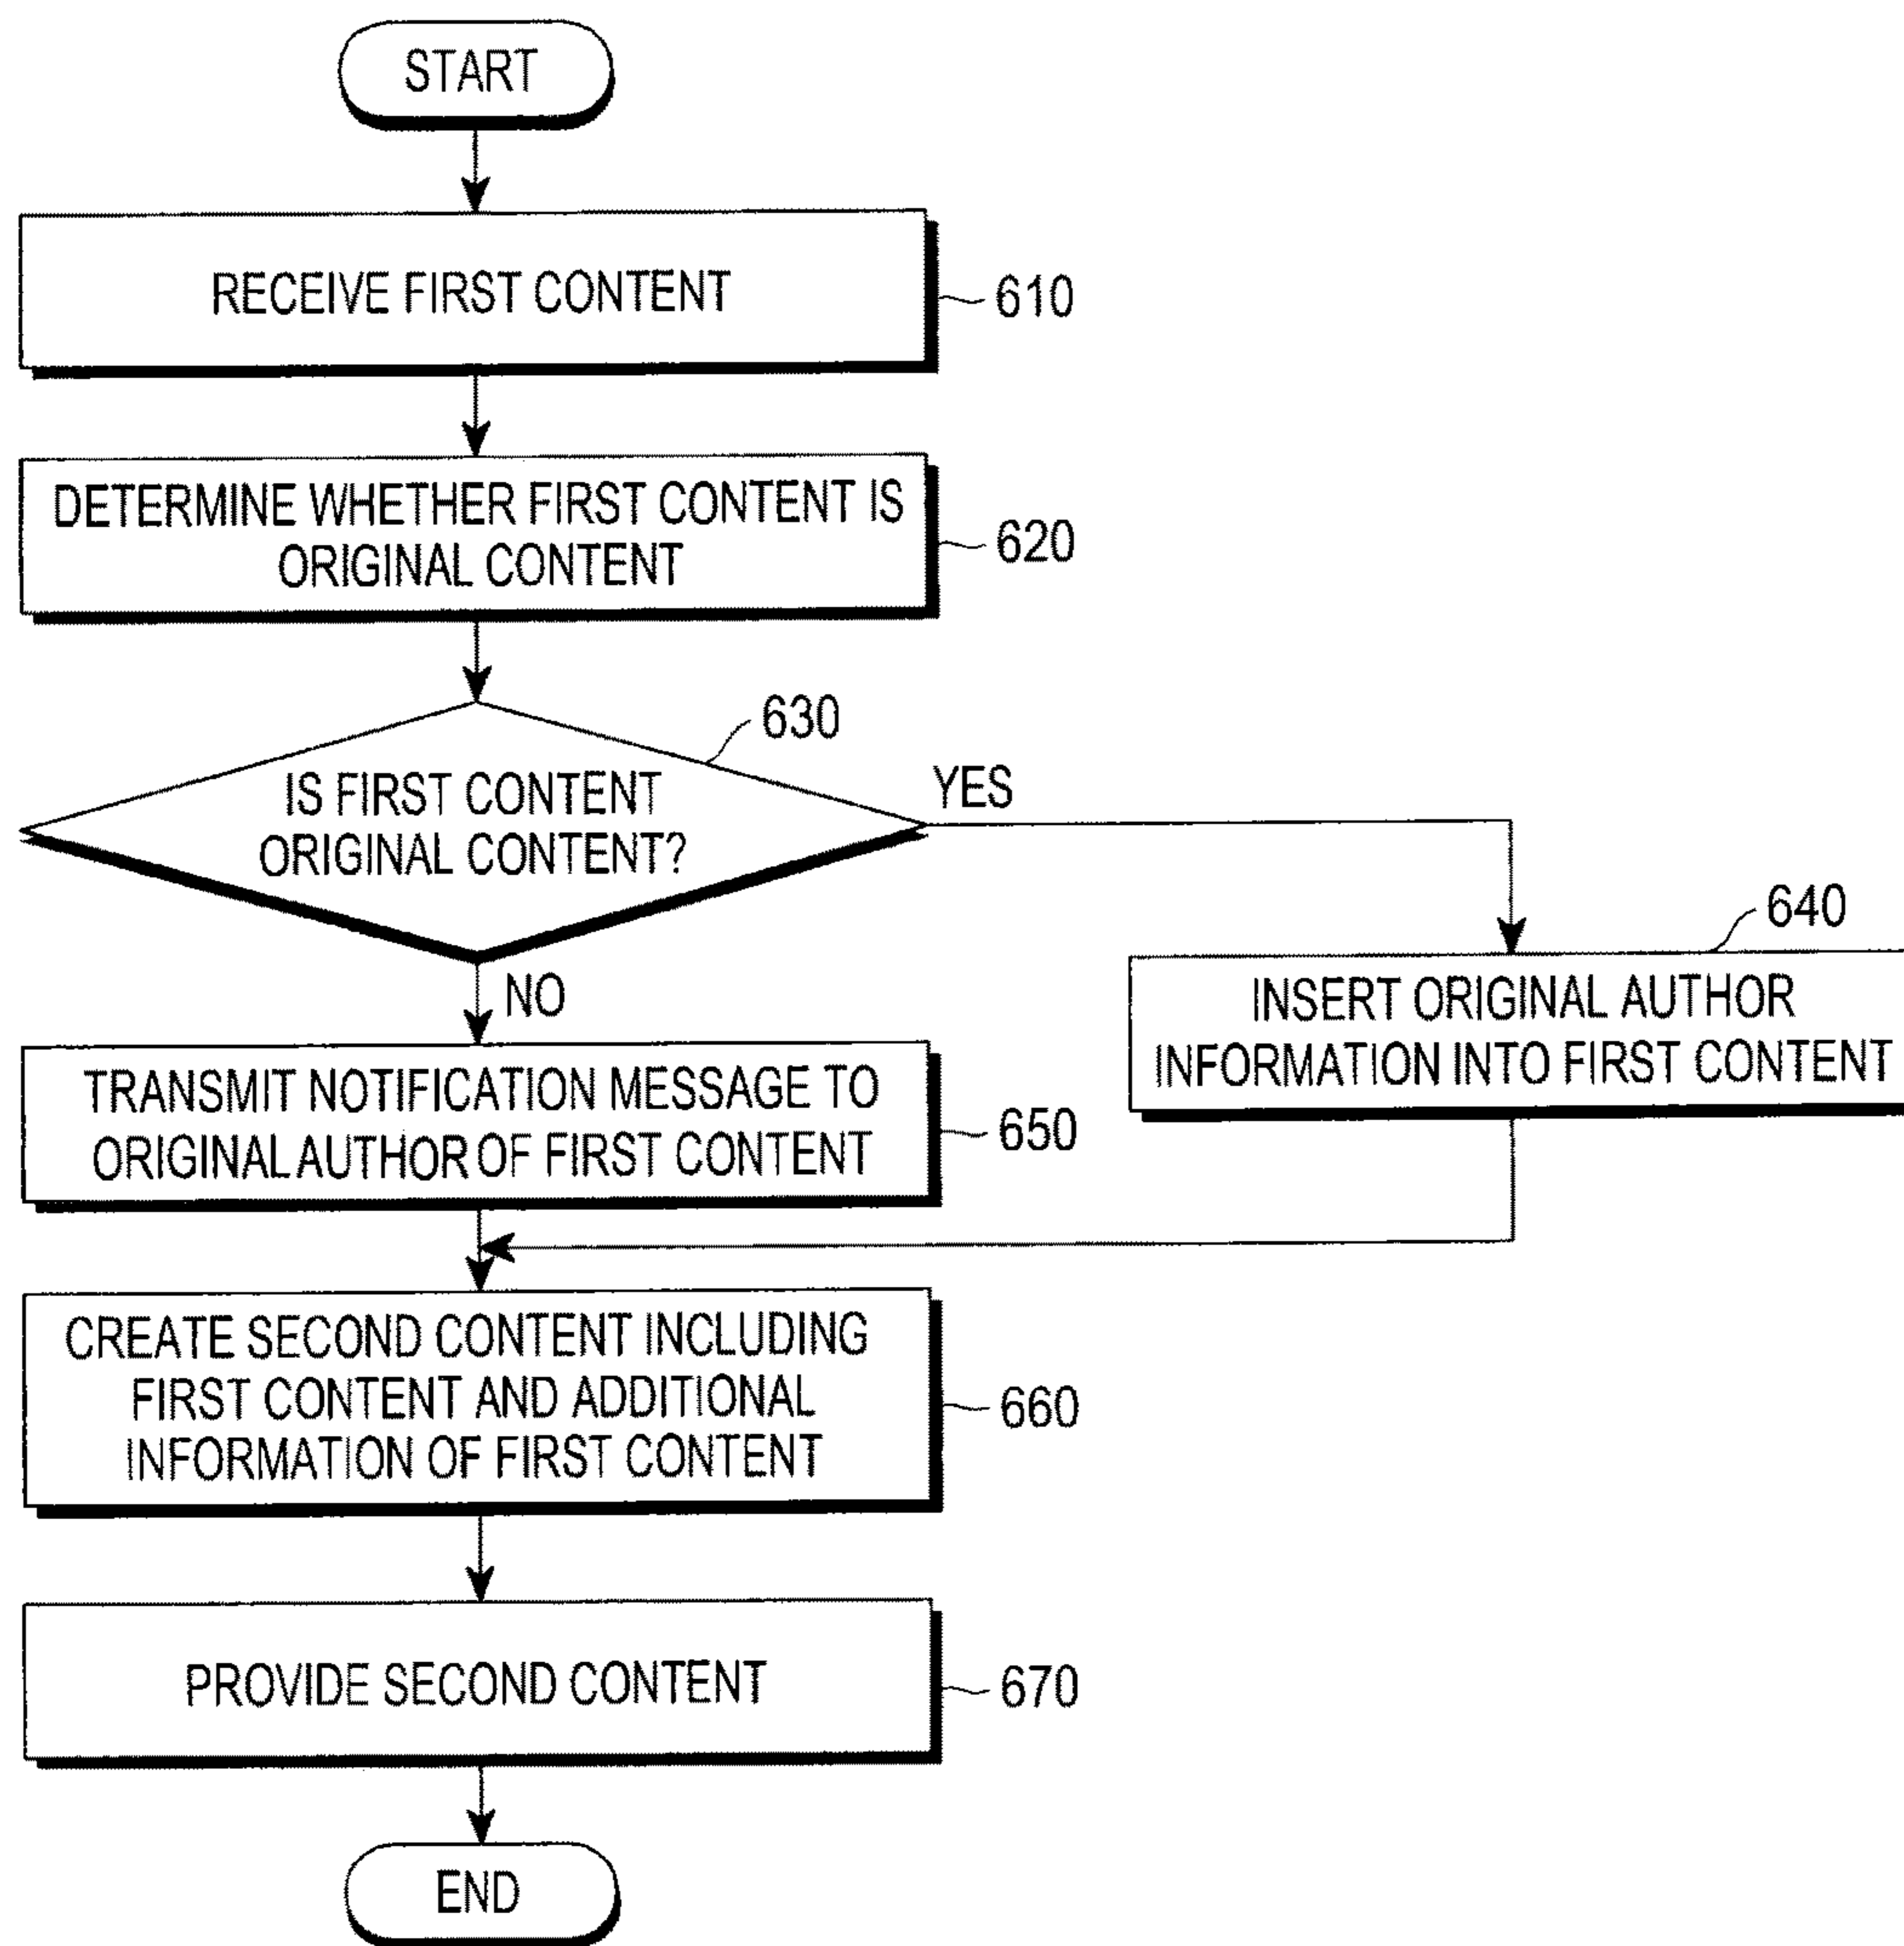 START
RECEIVE FIRST CONTENT
610
DETERMINE WHETHER FIRST CONTENT IS
ORIGINAL CONTENT
620
630
IS FIRST CONTENT
ORIGINAL CONTENT?
YES
640
INSERT ORIGINAL AUTHOR
INFORMATION INTO FIRST CONTENT
NO
TRANSMIT NOTIFICATION MESSAGE TO
ORIGINAL AUTHOR OF FIRST CONTENT
650
CREATE SECOND CONTENT INCLUDING
FIRST CONTENT AND ADDITIONAL
INFORMATION OF FIRST CONTENT
660
PROVIDE SECOND CONTENT
670
END